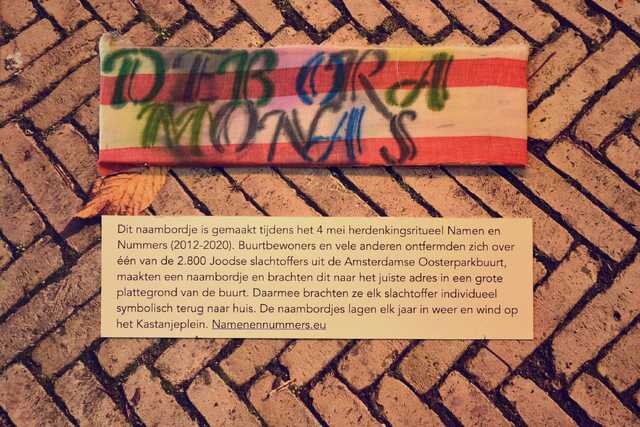 DEBORA
MONAS
Dit naambordje is gemaakt tijdens het 4 mei herdenkingsritueel Namen en
Nummers (2012-2020). Buurtbewoners en vele anderen ontfermden zich over
één van de 2.800 Joodse slachtoffers uit de Amsterdamse Oosterparkbuurt,
maakten een naambordje en brachten dit naar het juiste adres in een grote
plattegrond van de buurt. Daarmee brachten ze elk slachtoffer individueel
symbolisch terug naar huis. De naambordjes lagen elk jaar in weer en wind op
het Kastanjeplein. Namenennummers.eu